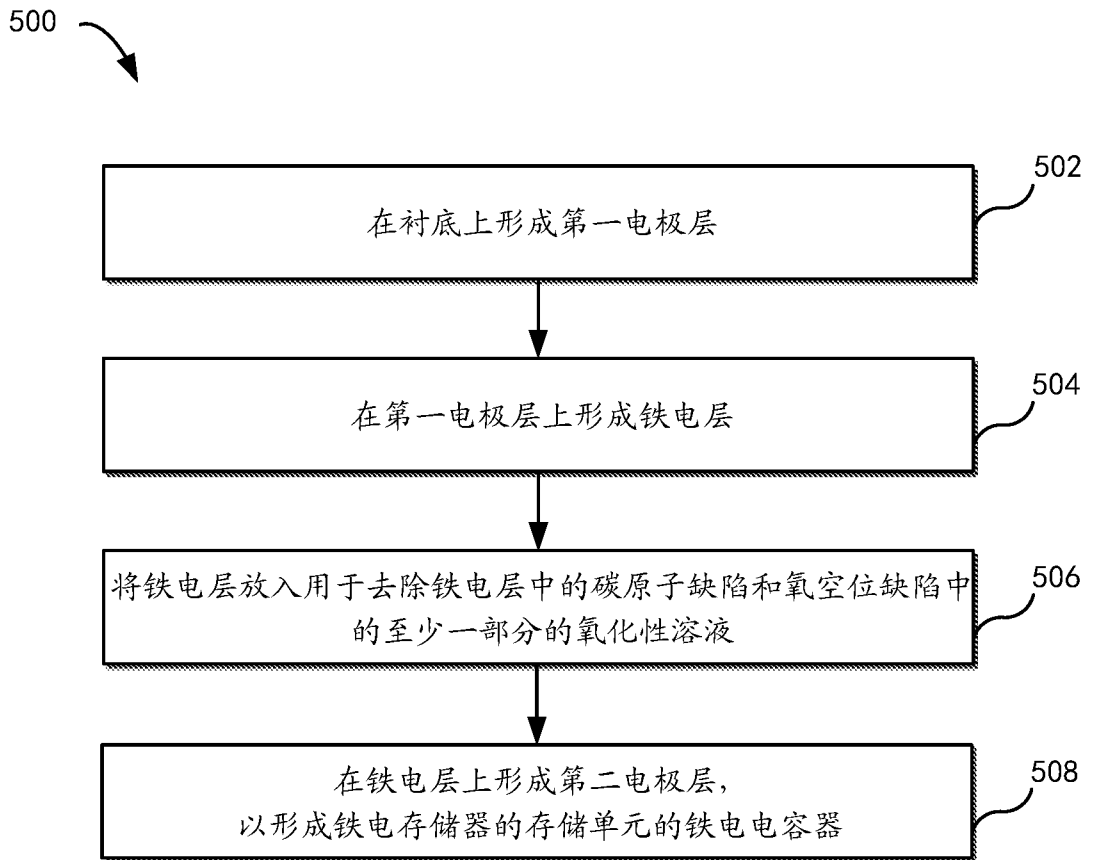 500
502
在衬底上形成第一电极层
504
在第一电极层上形成铁电层
506
将铁电层放入用于去除铁电层中的碳原子缺陷和氧空位缺陷中
的至少一部分的氧化性溶液
508
在铁电层上形成第二电极层，
以形成铁电存储器的存储单元的铁电电容器